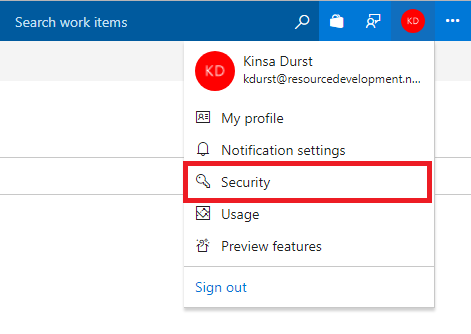 Search work items
KD
KD
Kinsa Durst
kdurst@resourcedevelopment.n...
My profile
Notification settings
Security
Usage
Preview features
Sign out